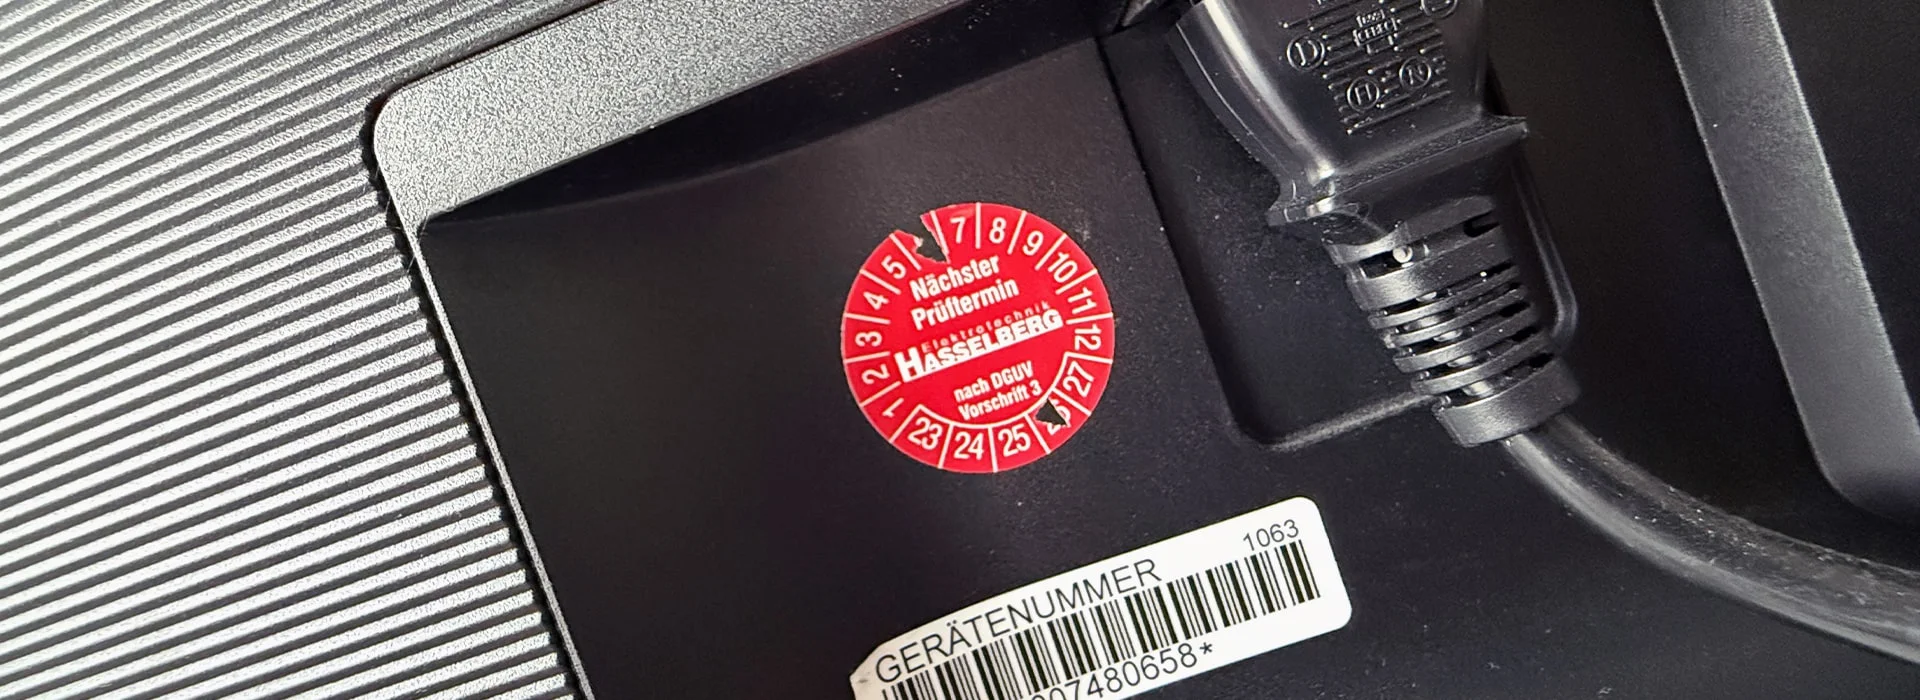 7 8 9 10 11 12
5 4 3 2 1
Nächster
Prüftermin
Elektrotechnik
HASSELBERG
nach DGUV
Vorschrift 3
23 24 25 27
1063
GERÄTENUMMER
07480658*